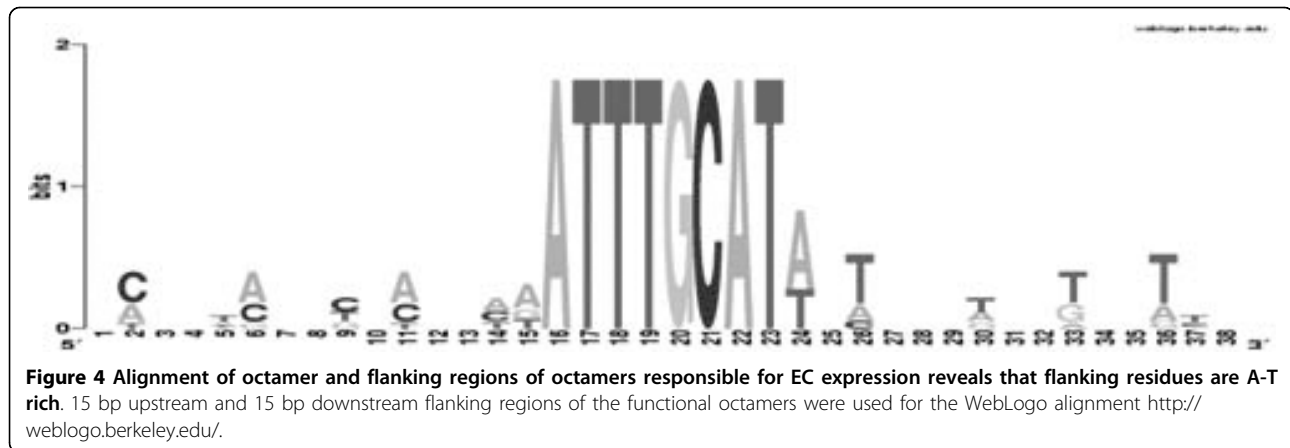 weblogo.berkeley.edu
2
bits
1
0
ATTTGCAT
5´ 1 2 3 4 5 6 7 8 9 10 11 12 13 14 15 16 17 18 19 20 21 22 23 24 25 26 27 28 29 30 31 32 33 34 35 36 37 38 3´
Figure 4 Alignment of octamer and flanking regions of octamers responsible for EC expression reveals that flanking residues are A-T
rich. 15 bp upstream and 15 bp downstream flanking regions of the functional octamers were used for the WebLogo alignment http://
weblogo.berkeley.edu/.